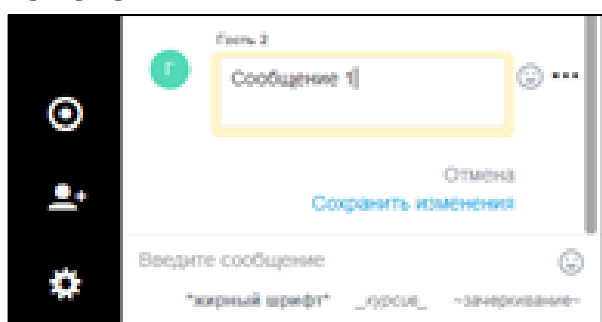 Гость 2
Г
Сообщение 1
Отмена
Сохранить изменения
Введите сообщение
*жирный шрифт* _курсив_ ~зачеркивание~